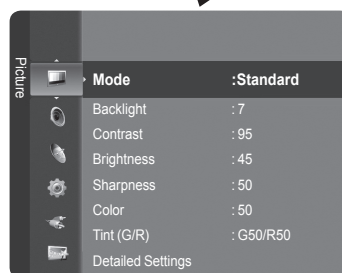 Picture
Mode :Standard
Backlight : 7
Contrast : 95
Brightness : 45
Sharpness : 50
Color : 50
Tint (G/R) : G50/R50
Detailed Settings